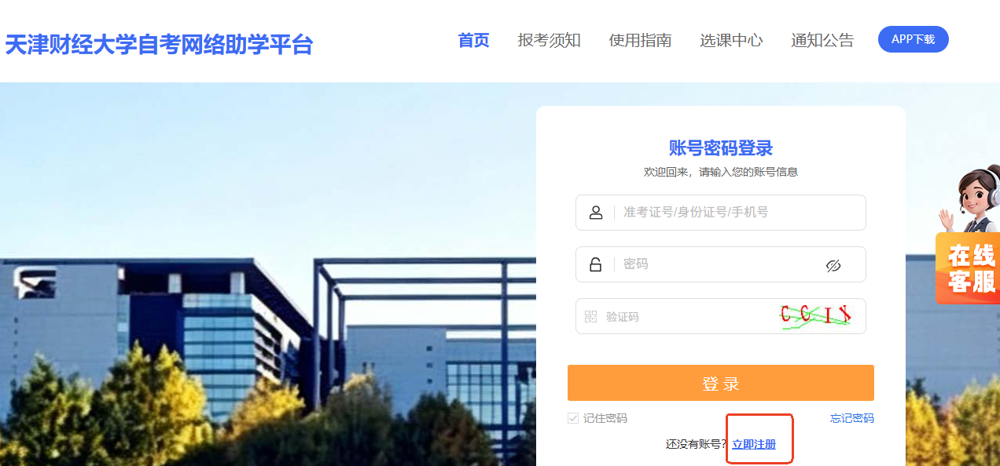 天津财经大学自考网络助学平台
首页 报考须知 使用指南 选课中心 通知公告 APP下载
账号密码登录
欢迎回来，请输入您的账号信息
准考证号/身份证号/手机号
密码
验证码 CCIX
登 录
记住密码 忘记密码
还没有账号? 立即注册
在线
客服